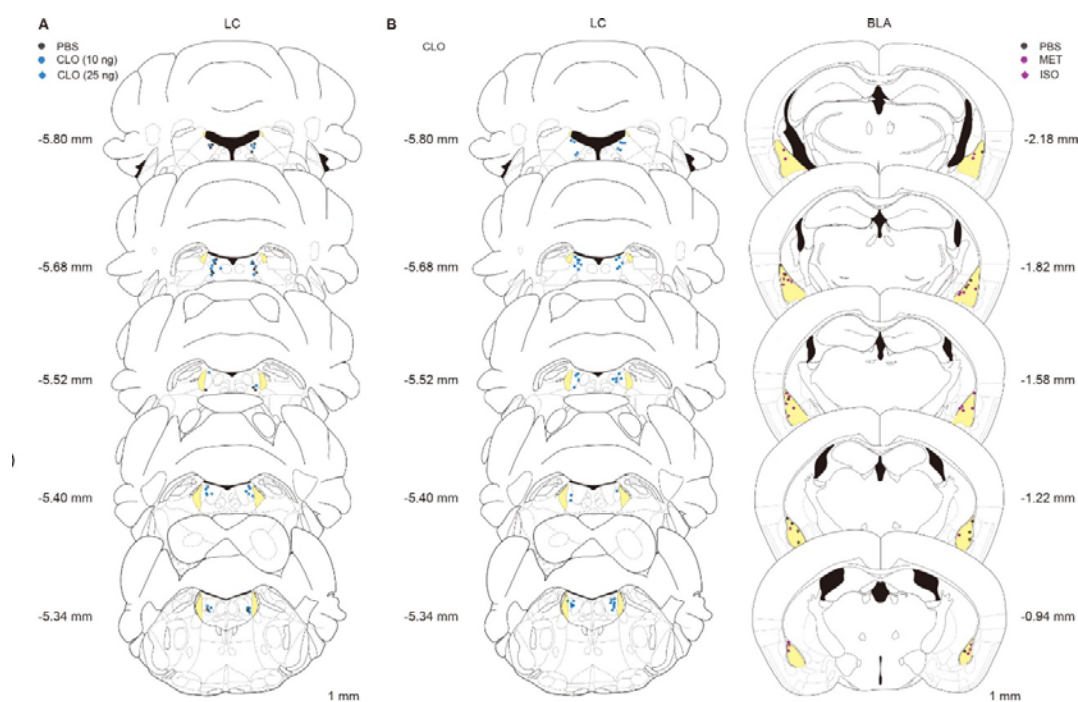 A
LC
PBS
CLO (10 ng)
CLO (25 ng)
-5.80 mm
-5.68 mm
-5.52 mm
-5.40 mm
-5.34 mm
1 mm
B
LC
BLA
CLO
PBS
MET
ISO
-5.80 mm
-5.68 mm
-5.52 mm
-5.40 mm
-5.34 mm
-2.18 mm
-1.82 mm
-1.58 mm
-1.22 mm
-0.94 mm
1 mm
)